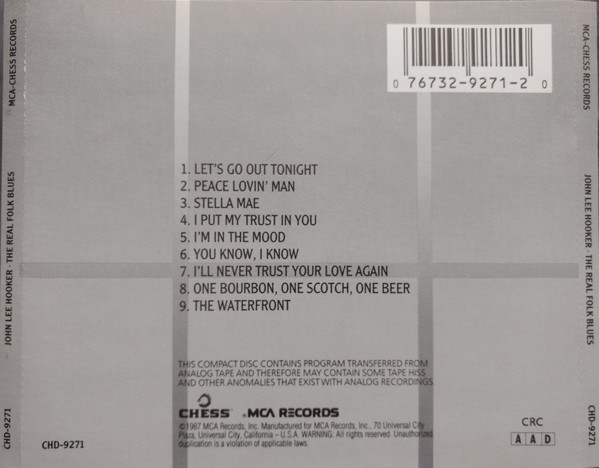 MCA-CHESS RECORDS
JOHN LEE HOOKER · THE REAL FOLK BLUES
CHD-9271
0 76732-9271-2 0
1. LET'S GO OUT TONIGHT
2. PEACE LOVIN' MAN
3. STELLA MAE
4. I PUT MY TRUST IN YOU
5. I'M IN THE MOOD
6. YOU KNOW, I KNOW
7. I'LL NEVER TRUST YOUR LOVE AGAIN
8. ONE BOURBON, ONE SCOTCH, ONE BEER
9. THE WATERFRONT
THIS COMPACT DISC CONTAINS PROGRAM TRANSFERRED FROM
ANALOG TAPE AND THEREFORE MAY CONTAIN SOME TAPE HISS
AND OTHER ANOMALIES THAT EXIST WITH ANALOG RECORDINGS.
CHESS MCA RECORDS
©1987 MCA Records, Inc. Manufactured for MCA Records, Inc., 70 Universal City
Plaza, Universal City, California – U.S.A. WARNING: All rights reserved. Unauthorized
duplication is a violation of applicable laws.
CHD-9271
CRC
A A D
MCA-CHESS RECORDS
JOHN LEE HOOKER · THE REAL FOLK BLUES
CHD-9271